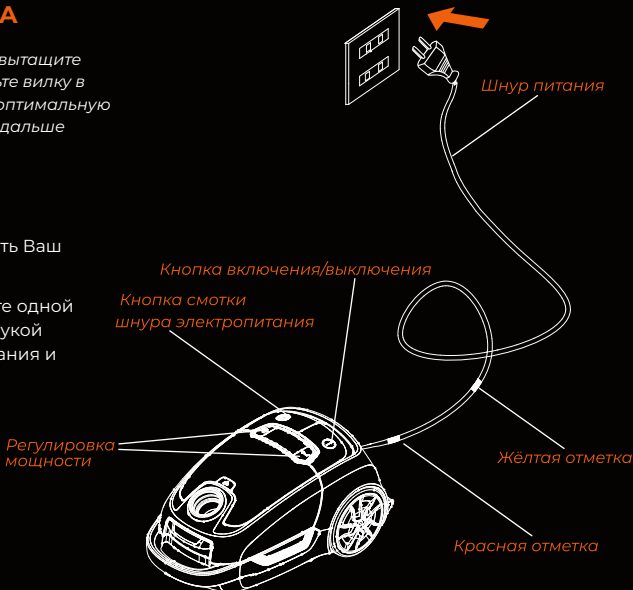 А
вытащите
ьте вилку в
оптимальную
дальше
ть Ваш
те одной
укой
ания и
Шнур питания
Кнопка включения/выключения
Кнопка смотки
шнура электропитания
Регулировка
мощности
Жёлтая отметка
Красная отметка